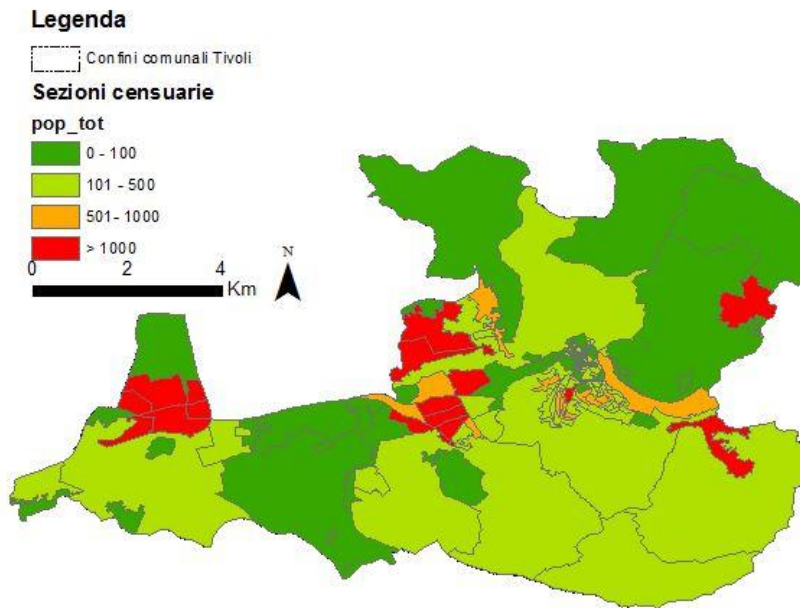 Legenda
Confini comunali Tivoli
Sezioni censuarie
pop_tot
0 - 100
101 - 500
501 - 1000
> 1000
0 2 4
Km
N